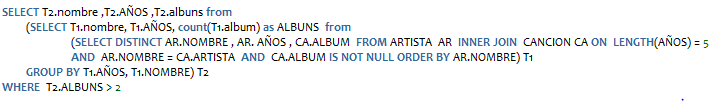 SELECT T2.nombre ,T2.AÑOS ,T2.albuns from
(SELECT T1.nombre, T1.AÑOS, count(T1.album) as ALBUNS from
(SELECT DISTINCT AR.NOMBRE , AR. AÑOS , CA.ALBUM FROM ARTISTA AR INNER JOIN CANCION CA ON LENGTH(AÑOS) = 5
AND AR.NOMBRE = CA.ARTISTA AND CA.ALBUM IS NOT NULL ORDER BY AR.NOMBRE) T1
GROUP BY T1.AÑOS, T1.NOMBRE) T2
WHERE T2.ALBUNS > 2
.